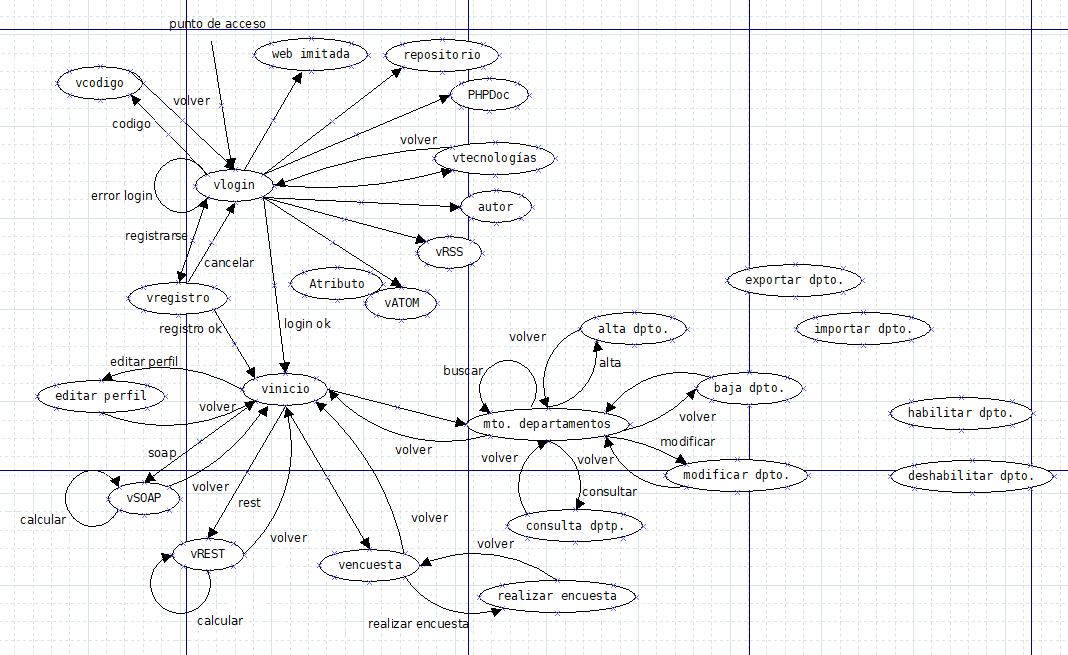 punto de acceso
web imitada
repositorio
vcodigo
PHPDoc
volver
codigo
volver
vtecnologías
vlogin
error login
autor
registrarse
vRSS
cancelar
exportar dpto.
Atributo
vregistro
vATOM
registro ok
login ok
alta dpto.
importar dpto.
volver
editar perfil
alta
buscar
vinicio
baja dpto.
editar perfil
volver
habilitar dpto.
volver
mto. departamentos
modificar
volver
soap
volver
volver
modificar dpto.
deshabilitar dpto.
volver
consultar
vSOAP
rest
calcular
volver
consulta dptp.
volver
volver
vREST
vencuesta
realizar encuesta
calcular
realizar encuesta